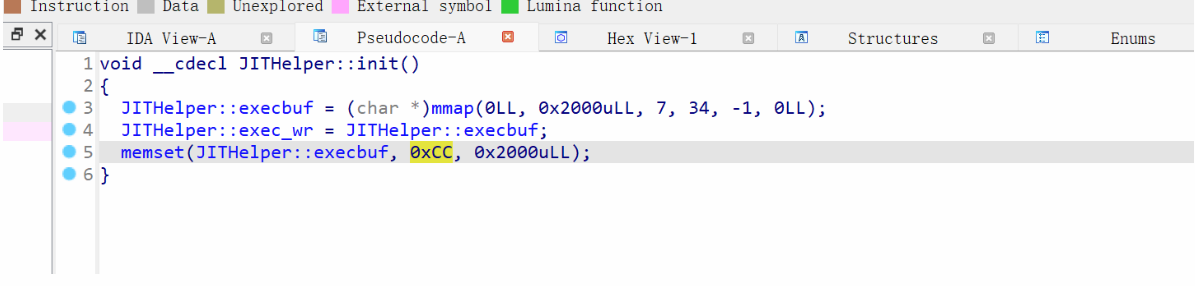 Instruction Data Unexplored External symbol Lumina function
IDA View-A Pseudocode-A Hex View-1 Structures Enums
1 void __cdecl JITHelper::init()
2 {
3 JITHelper::execbuf = (char *)mmap(0LL, 0x2000uLL, 7, 34, -1, 0LL);
4 JITHelper::exec_wr = JITHelper::execbuf;
5 memset(JITHelper::execbuf, 0xCC, 0x2000uLL);
6 }